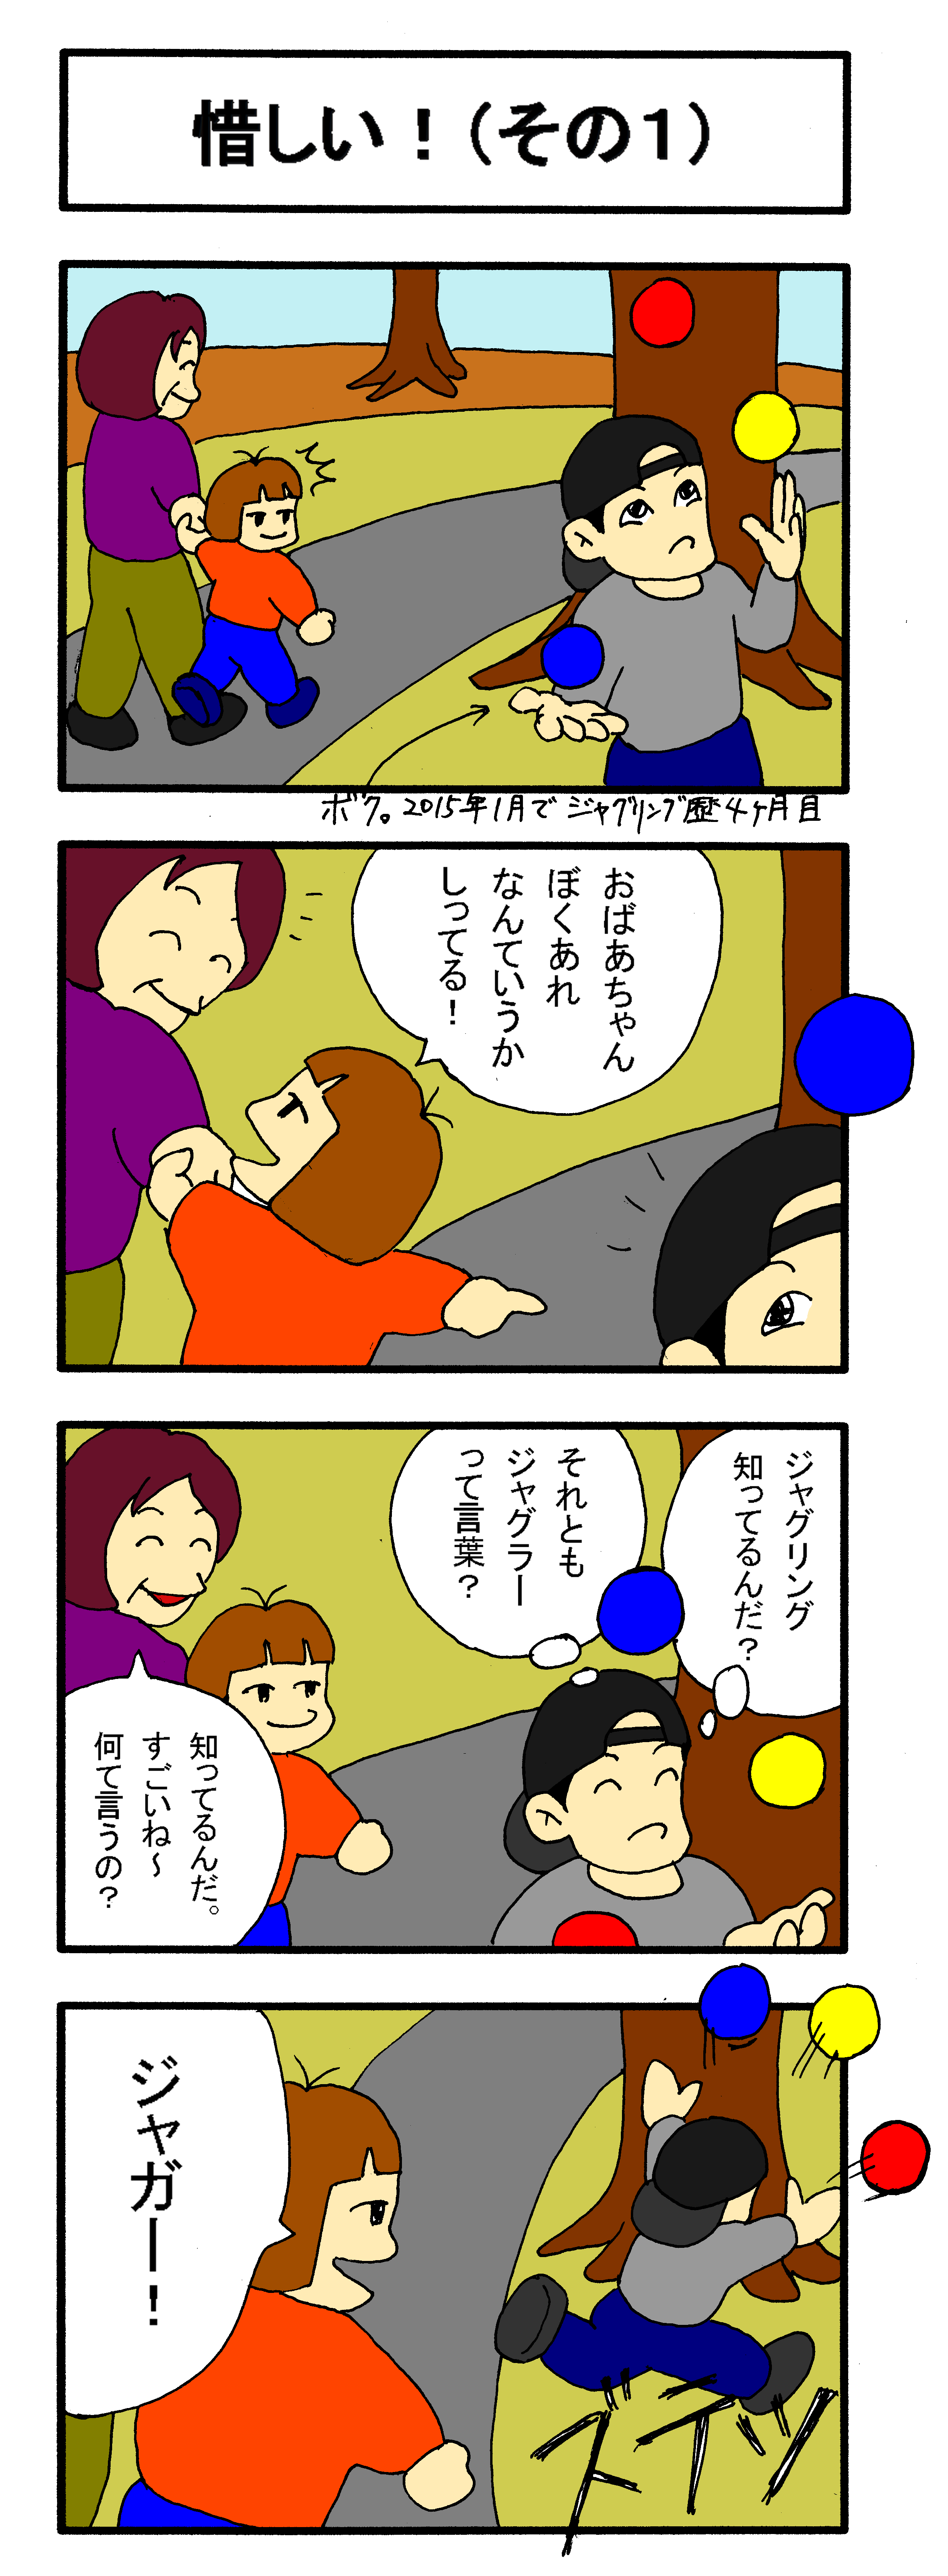 惜しい！（その１）
ボク。2015年1月でジャグリング歴4ヶ月目
おばあちゃん
ぼくあれ
なんていうか
しってる！
ジャグリング
知ってるんだ？
それとも
ジャグラー
って言葉？
知ってるんだ。
すごいね～
何て言うの？
ジャガー！
ドテッ